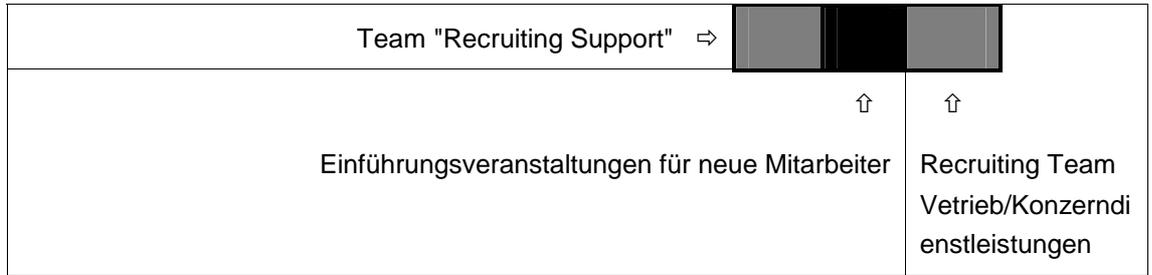 Team "Recruiting Support" ⇨
⇧ ⇧
Einführungsveranstaltungen für neue Mitarbeiter
Recruiting Team
Vetrieb/Konzerndi
enstleistungen